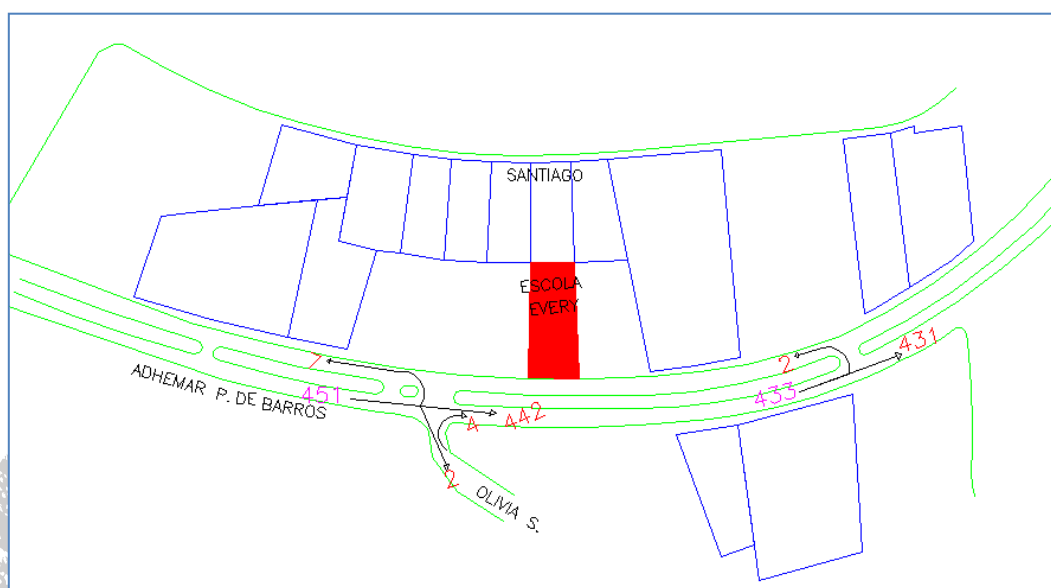 SANTIAGO
ESCOLA
EVERY
431
7
2
433
451
ADHEMAR P. DE BARROS
4
442
2
OLIVIA S.